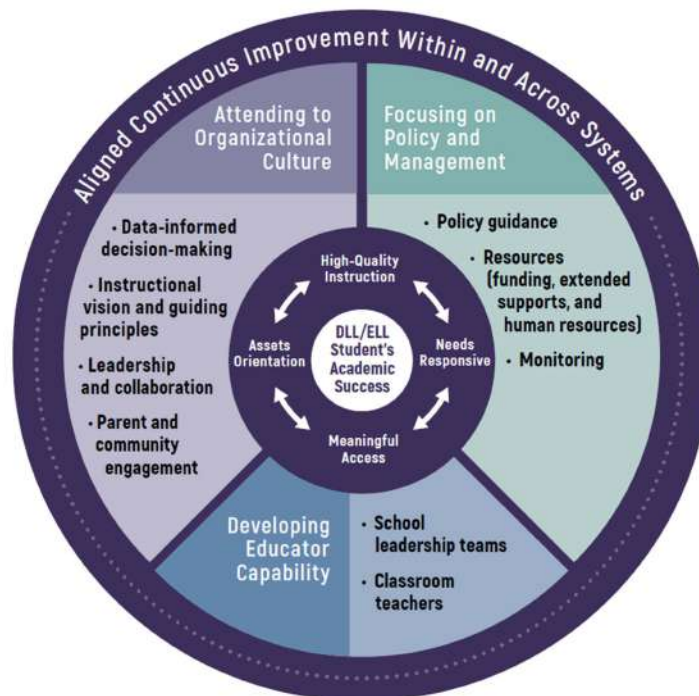 Aligned Continuous Improvement Within and Across Systems
Attending to
Organizational
Culture
• Data-informed
decision-making
• Instructional
vision and guiding
principles
• Leadership
and collaboration
• Parent and
community
engagement
Focusing on
Policy and
Management
• Policy guidance
• Resources
(funding, extended
supports, and
human resources)
• Monitoring
High-Quality
Instruction
Assets
Orientation
DLL/ELL
Student's
Academic
Success
Needs
Responsive
Meaningful
Access
Developing
Educator
Capability
• School
leadership teams
• Classroom
teachers